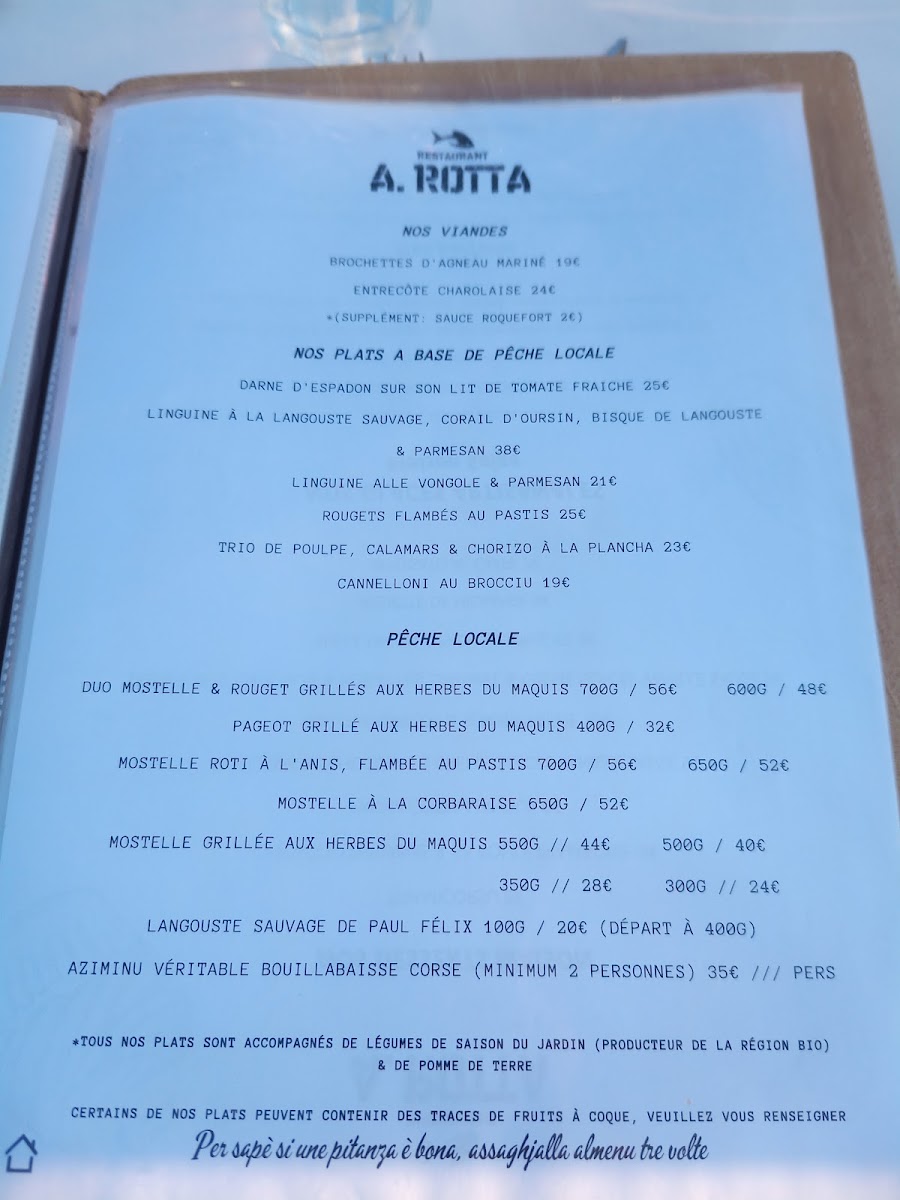 RESTAURANT
A. ROTTA
NOS VIANDES
BROCHETTES D'AGNEAU MARINÉ 19€
ENTRECÔTE CHAROLAISE 24€
*(SUPPLÉMENT: SAUCE ROQUEFORT 2€)
NOS PLATS A BASE DE PÊCHE LOCALE
DARNE D'ESPADON SUR SON LIT DE TOMATE FRAICHE 25€
LINGUINE À LA LANGOUSTE SAUVAGE, CORAIL D'OURSIN, BISQUE DE LANGOUSTE
& PARMESAN 38€
LINGUINE ALLE VONGOLE & PARMESAN 21€
ROUGETS FLAMBÉS AU PASTIS 25€
TRIO DE POULPE, CALAMARS & CHORIZO À LA PLANCHA 23€
CANNELLONI AU BROCCIU 19€
PÊCHE LOCALE
DUO MOSTELLE & ROUGET GRILLÉS AUX HERBES DU MAQUIS 700G / 56€ 600G / 48€
PAGEOT GRILLÉ AUX HERBES DU MAQUIS 400G / 32€
MOSTELLE ROTI À L'ANIS, FLAMBÉE AU PASTIS 700G / 56€ 650G / 52€
MOSTELLE À LA CORBARAISE 650G / 52€
MOSTELLE GRILLÉE AUX HERBES DU MAQUIS 550G // 44€ 500G / 40€
350G // 28€ 300G // 24€
LANGOUSTE SAUVAGE DE PAUL FÉLIX 100G / 20€ (DÉPART À 400G)
AZIMINU VÉRITABLE BOUILLABAISSE CORSE (MINIMUM 2 PERSONNES) 35€ /// PERS
*TOUS NOS PLATS SONT ACCOMPAGNÉS DE LÉGUMES DE SAISON DU JARDIN (PRODUCTEUR DE LA RÉGION BIO)
& DE POMME DE TERRE
CERTAINS DE NOS PLATS PEUVENT CONTENIR DES TRACES DE FRUITS À COQUE, VEUILLEZ VOUS RENSEIGNER
Per sapè si une pitanza è bona, assaghjalla almenu tre volte